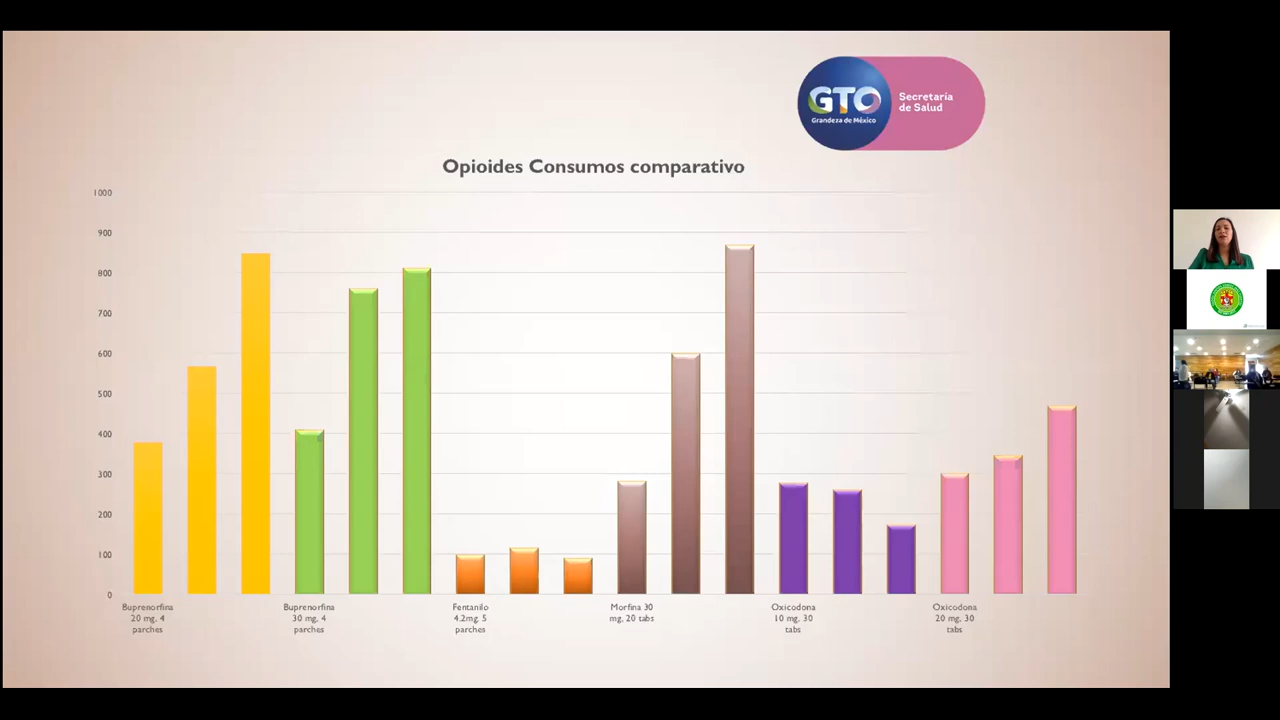 GTO
Grandeza de México
Secretaría
de Salud
Opioides Consumos comparativo
1000
900
800
700
600
500
400
300
200
100
0
Buprenorfina
20 mg, 4
parches
Buprenorfina
30 mg, 4
parches
Fentanilo
4.2mg, 5
parches
Morfina 30
mg, 20 tabs
Oxicodona
10 mg, 30
tabs
Oxicodona
20 mg, 30
tabs